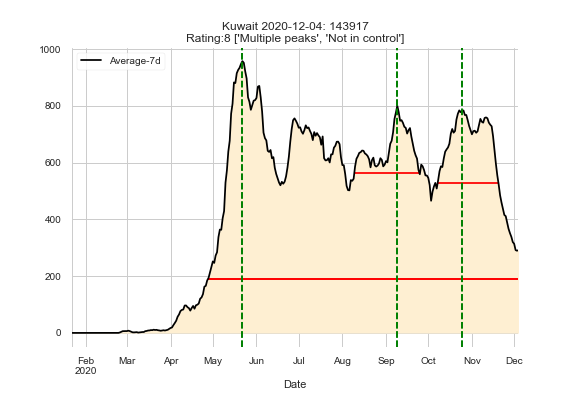 Kuwait 2020-12-04: 143917
Rating:8 ['Multiple peaks', 'Not in control']
Average-7d
1000
800
600
400
200
0
Feb Mar Apr May Jun Jul Aug Sep Oct Nov Dec
2020
Date